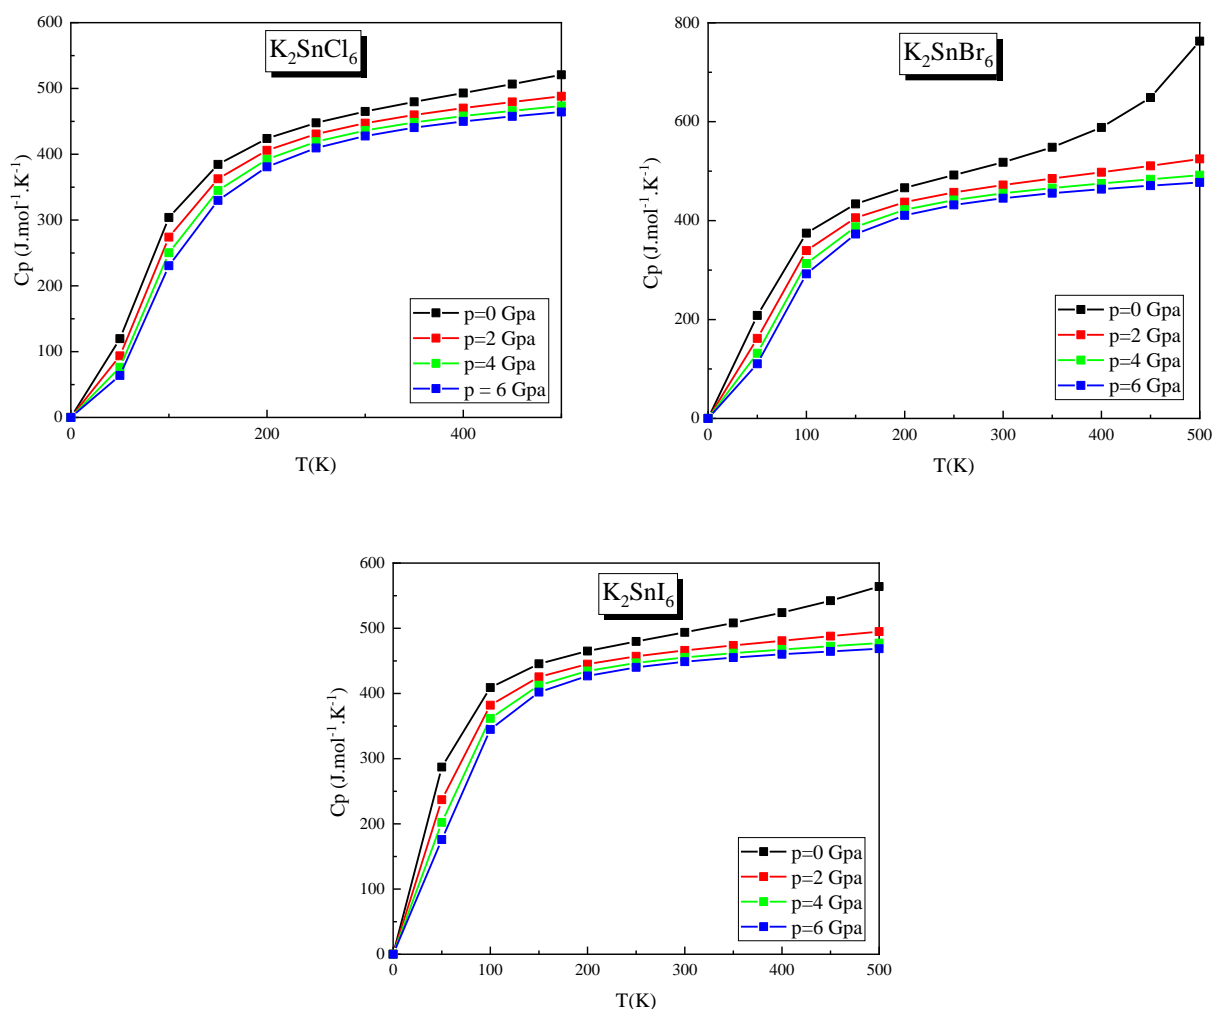 K₂SnCl₆
Cp (J.mol⁻¹.K⁻¹)
600
500
400
300
200
100
0
0
200
400
T(K)
p=0 Gpa
p=2 Gpa
p=4 Gpa
p = 6 Gpa
K₂SnBr₆
Cp (J.mol⁻¹.K⁻¹)
800
600
400
200
0
0
100
200
300
400
500
T(K)
p=0 Gpa
p=2 Gpa
p=4 Gpa
p=6 Gpa
K₂SnI₆
Cp (J.mol⁻¹.K⁻¹)
600
500
400
300
200
100
0
0
100
200
300
400
500
T(K)
p=0 Gpa
p=2 Gpa
p=4 Gpa
p=6 Gpa